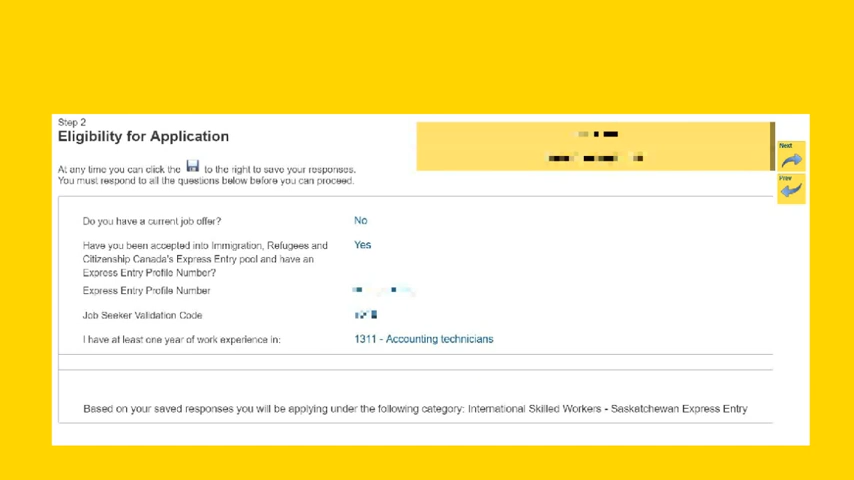 Step 2
Eligibility for Application
At any time you can click the to the right to save your responses.
You must respond to all the questions below before you can proceed.
Next
Prev
Do you have a current job offer? No
Have you been accepted into Immigration, Refugees and Yes
Citizenship Canada's Express Entry pool and have an
Express Entry Profile Number?
Express Entry Profile Number
Job Seeker Validation Code
I have at least one year of work experience in: 1311 - Accounting technicians
Based on your saved responses you will be applying under the following category: International Skilled Workers - Saskatchewan Express Entry